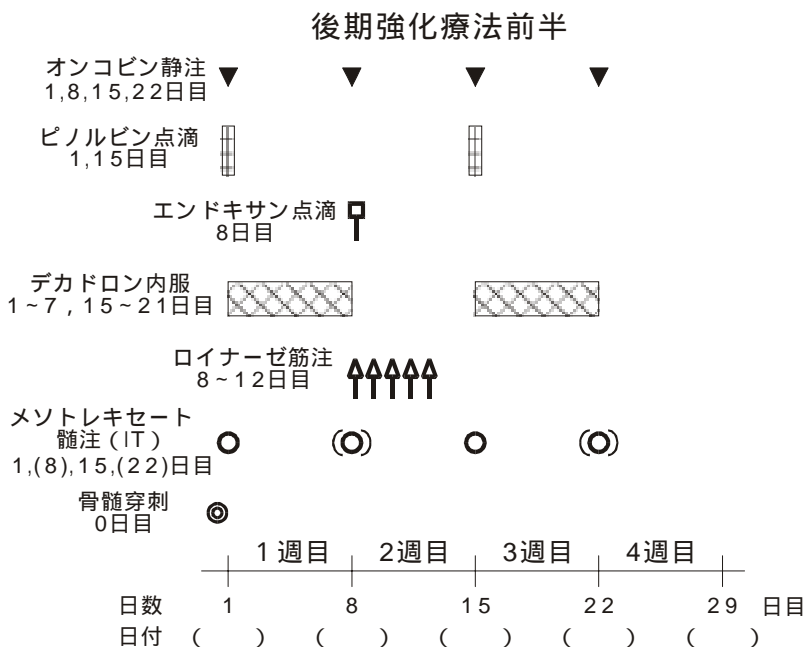 後期強化療法前半
オンコビン静注
1,8,15,22日目
ピノルビン点滴
1,15日目
エンドキサン点滴
8日目
デカドロン内服
1~7,15~21日目
ロイナーゼ筋注
8~12日目
メソトレキセート
髄注(IT)
1,(8),15,(22)日目
骨髄穿刺
0日目
1週目 2週目 3週目 4週目
日数 1 8 15 22 29 日目
日付 ( ) ( ) ( ) ( ) ( )